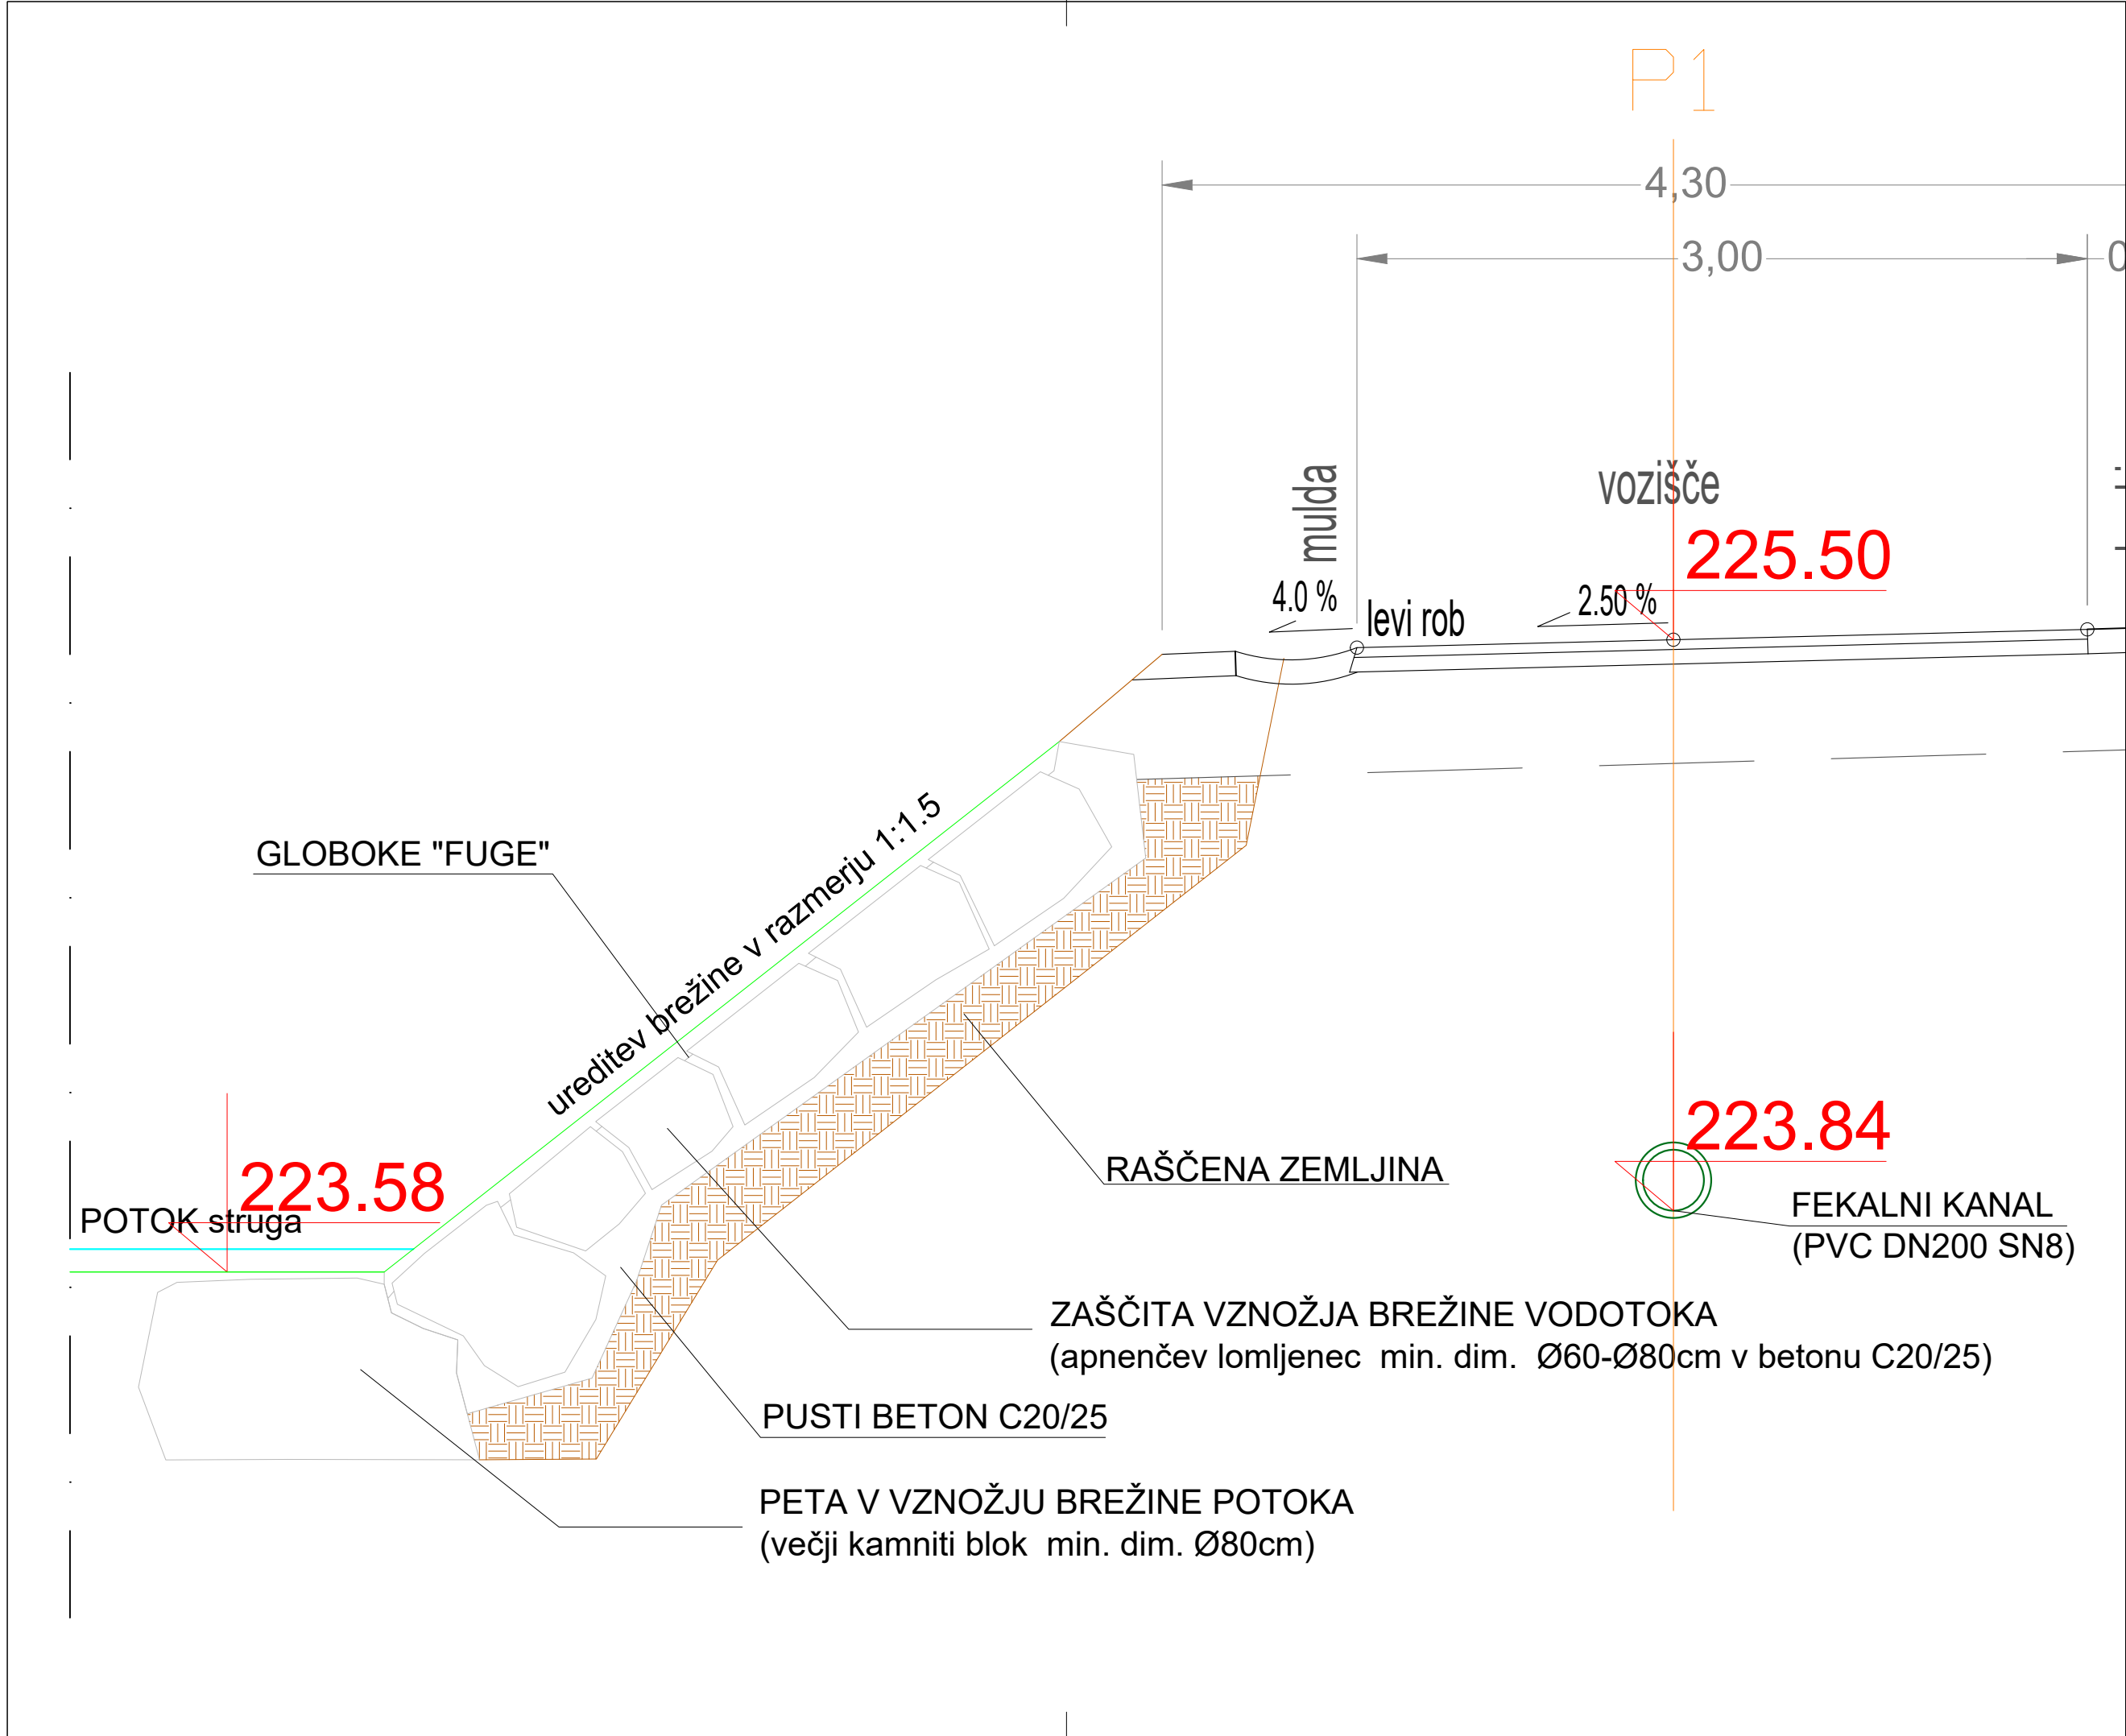 P1
4,30
3,00
0
mulda
vozišče
225.50
4.0 %
levi rob
2.50 %
ureditev brežine v razmerju 1:1.5
GLOBOKE "FUGE"
223.84
RAŠČENA ZEMLJINA
223.58
POTOK struga
FEKALNI KANAL
(PVC DN200 SN8)
ZAŠČITA VZNOŽJA BREŽINE VODOTOKA
(apnenčev lomljenec min. dim. Ø60-Ø80cm v betonu C20/25)
PUSTI BETON C20/25
PETA V VZNOŽJU BREŽINE POTOKA
(večji kamniti blok min. dim. Ø80cm)